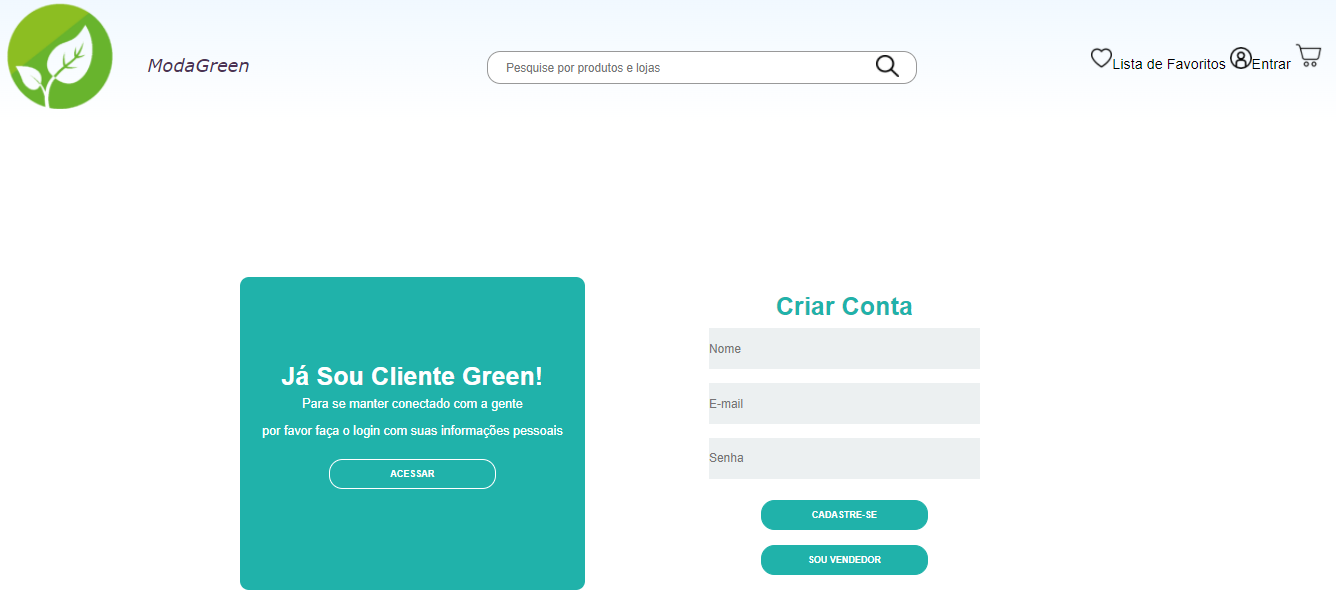 ModaGreen
Pesquise por produtos e lojas
Lista de Favoritos
Entrar
Já Sou Cliente Green!
Para se manter conectado com a gente
por favor faça o login com suas informações pessoais
ACESSAR
Criar Conta
Nome
E-mail
Senha
CADASTRE-SE
SOU VENDEDOR